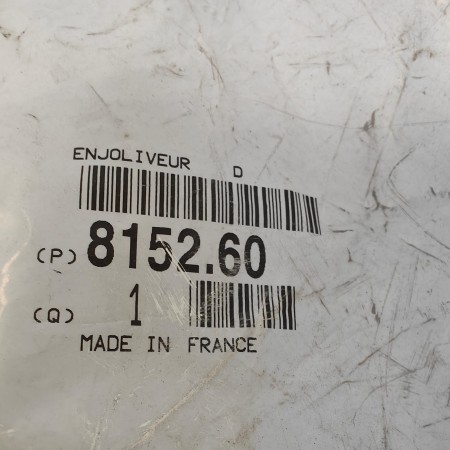 ENJOLIVEUR D
(P) 8152.60
(Q) 1
MADE IN FRANCE